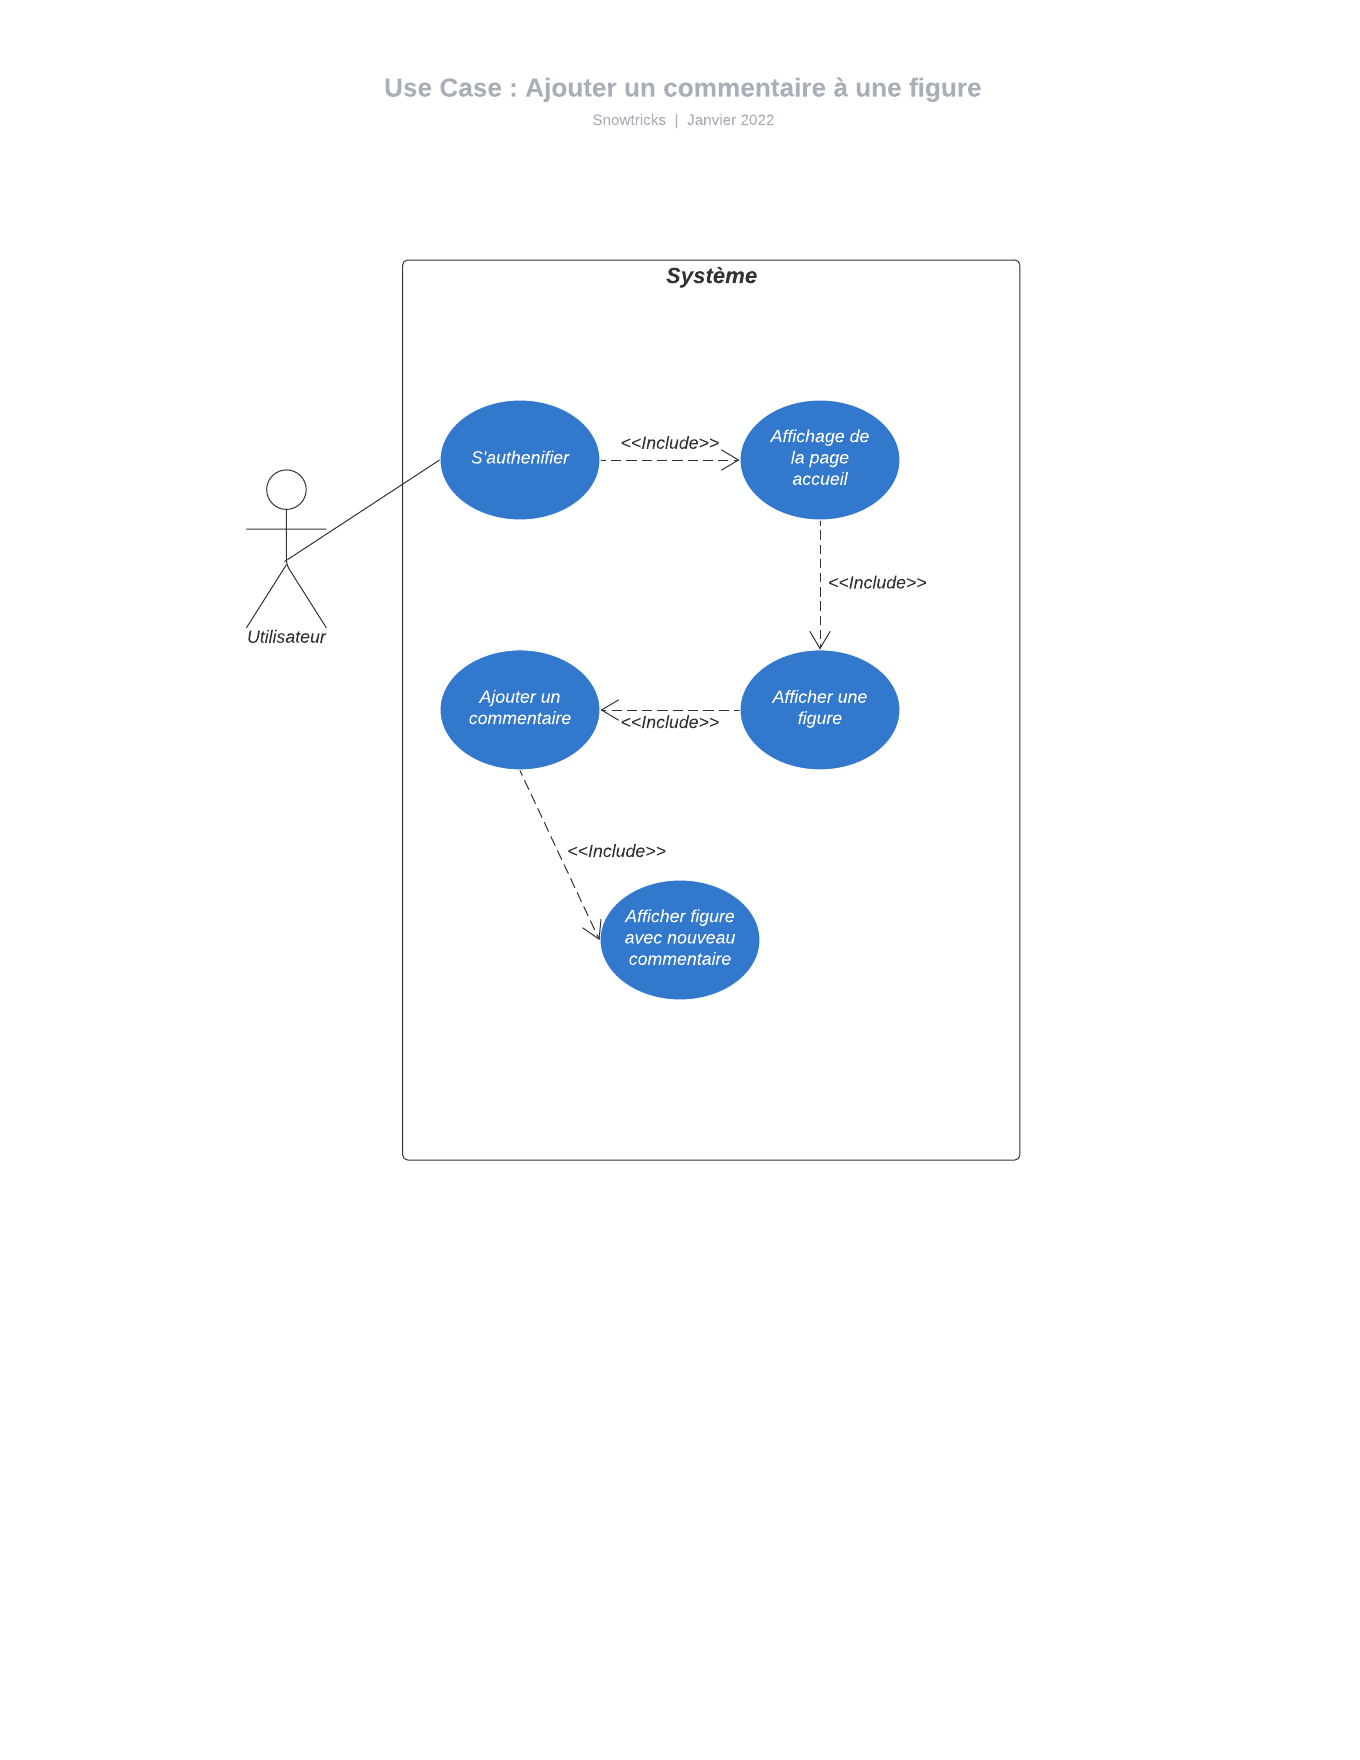 Use Case : Ajouter un commentaire à une figure
Snowtricks | Janvier 2022
Système
S'authenifier
<<Include>>
Affichage de
la page
accueil
<<Include>>
Utilisateur
Ajouter un
commentaire
<<Include>>
Afficher une
figure
<<Include>>
Afficher figure
avec nouveau
commentaire